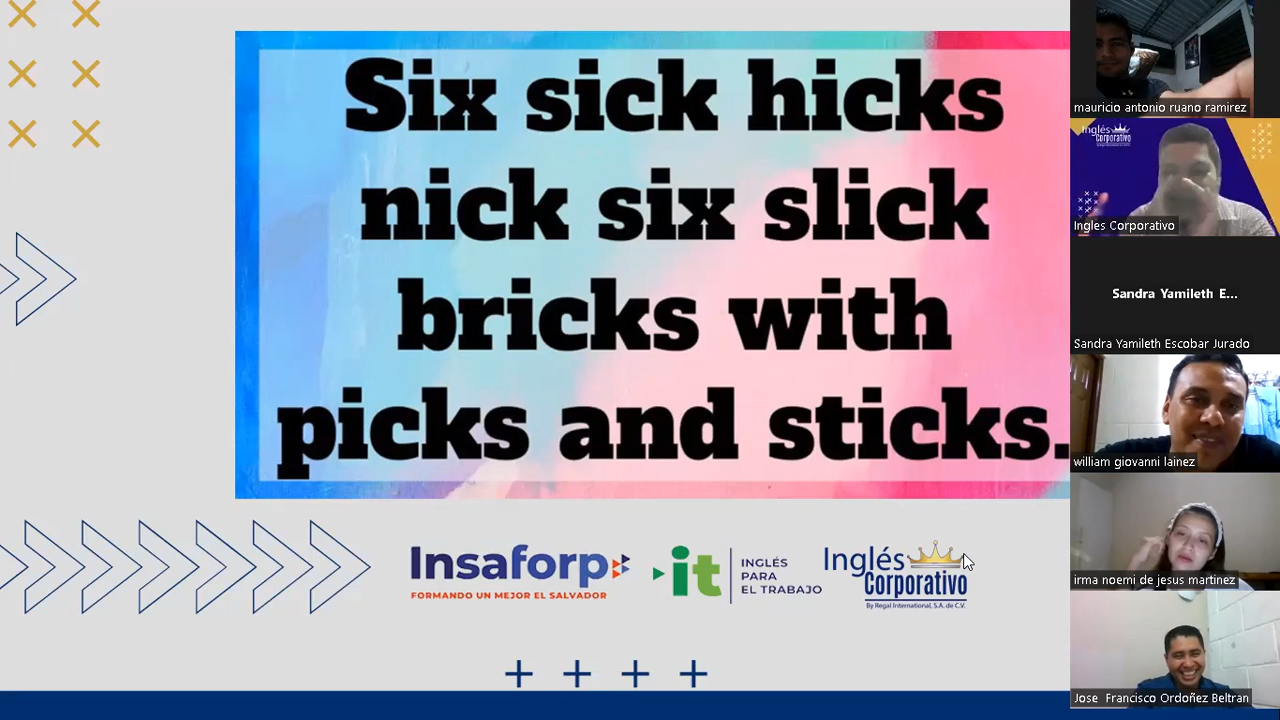 Six sick hicks
nick six slick
bricks with
picks and sticks.
Insaforp
FORMANDO UN MEJOR EL SALVADOR
it
INGLÉS
PARA
EL TRABAJO
Inglés
Corporativo
By Regal International, S.A. de C.V.
mauricio antonio ruano ramirez
Inglés
Ingles Corporativo
Sandra Yamileth E...
Sandra Yamileth Escobar Jurado
william giovanni lainez
irma noemi de jesus martinez
Jose Francisco Ordoñez Beltran